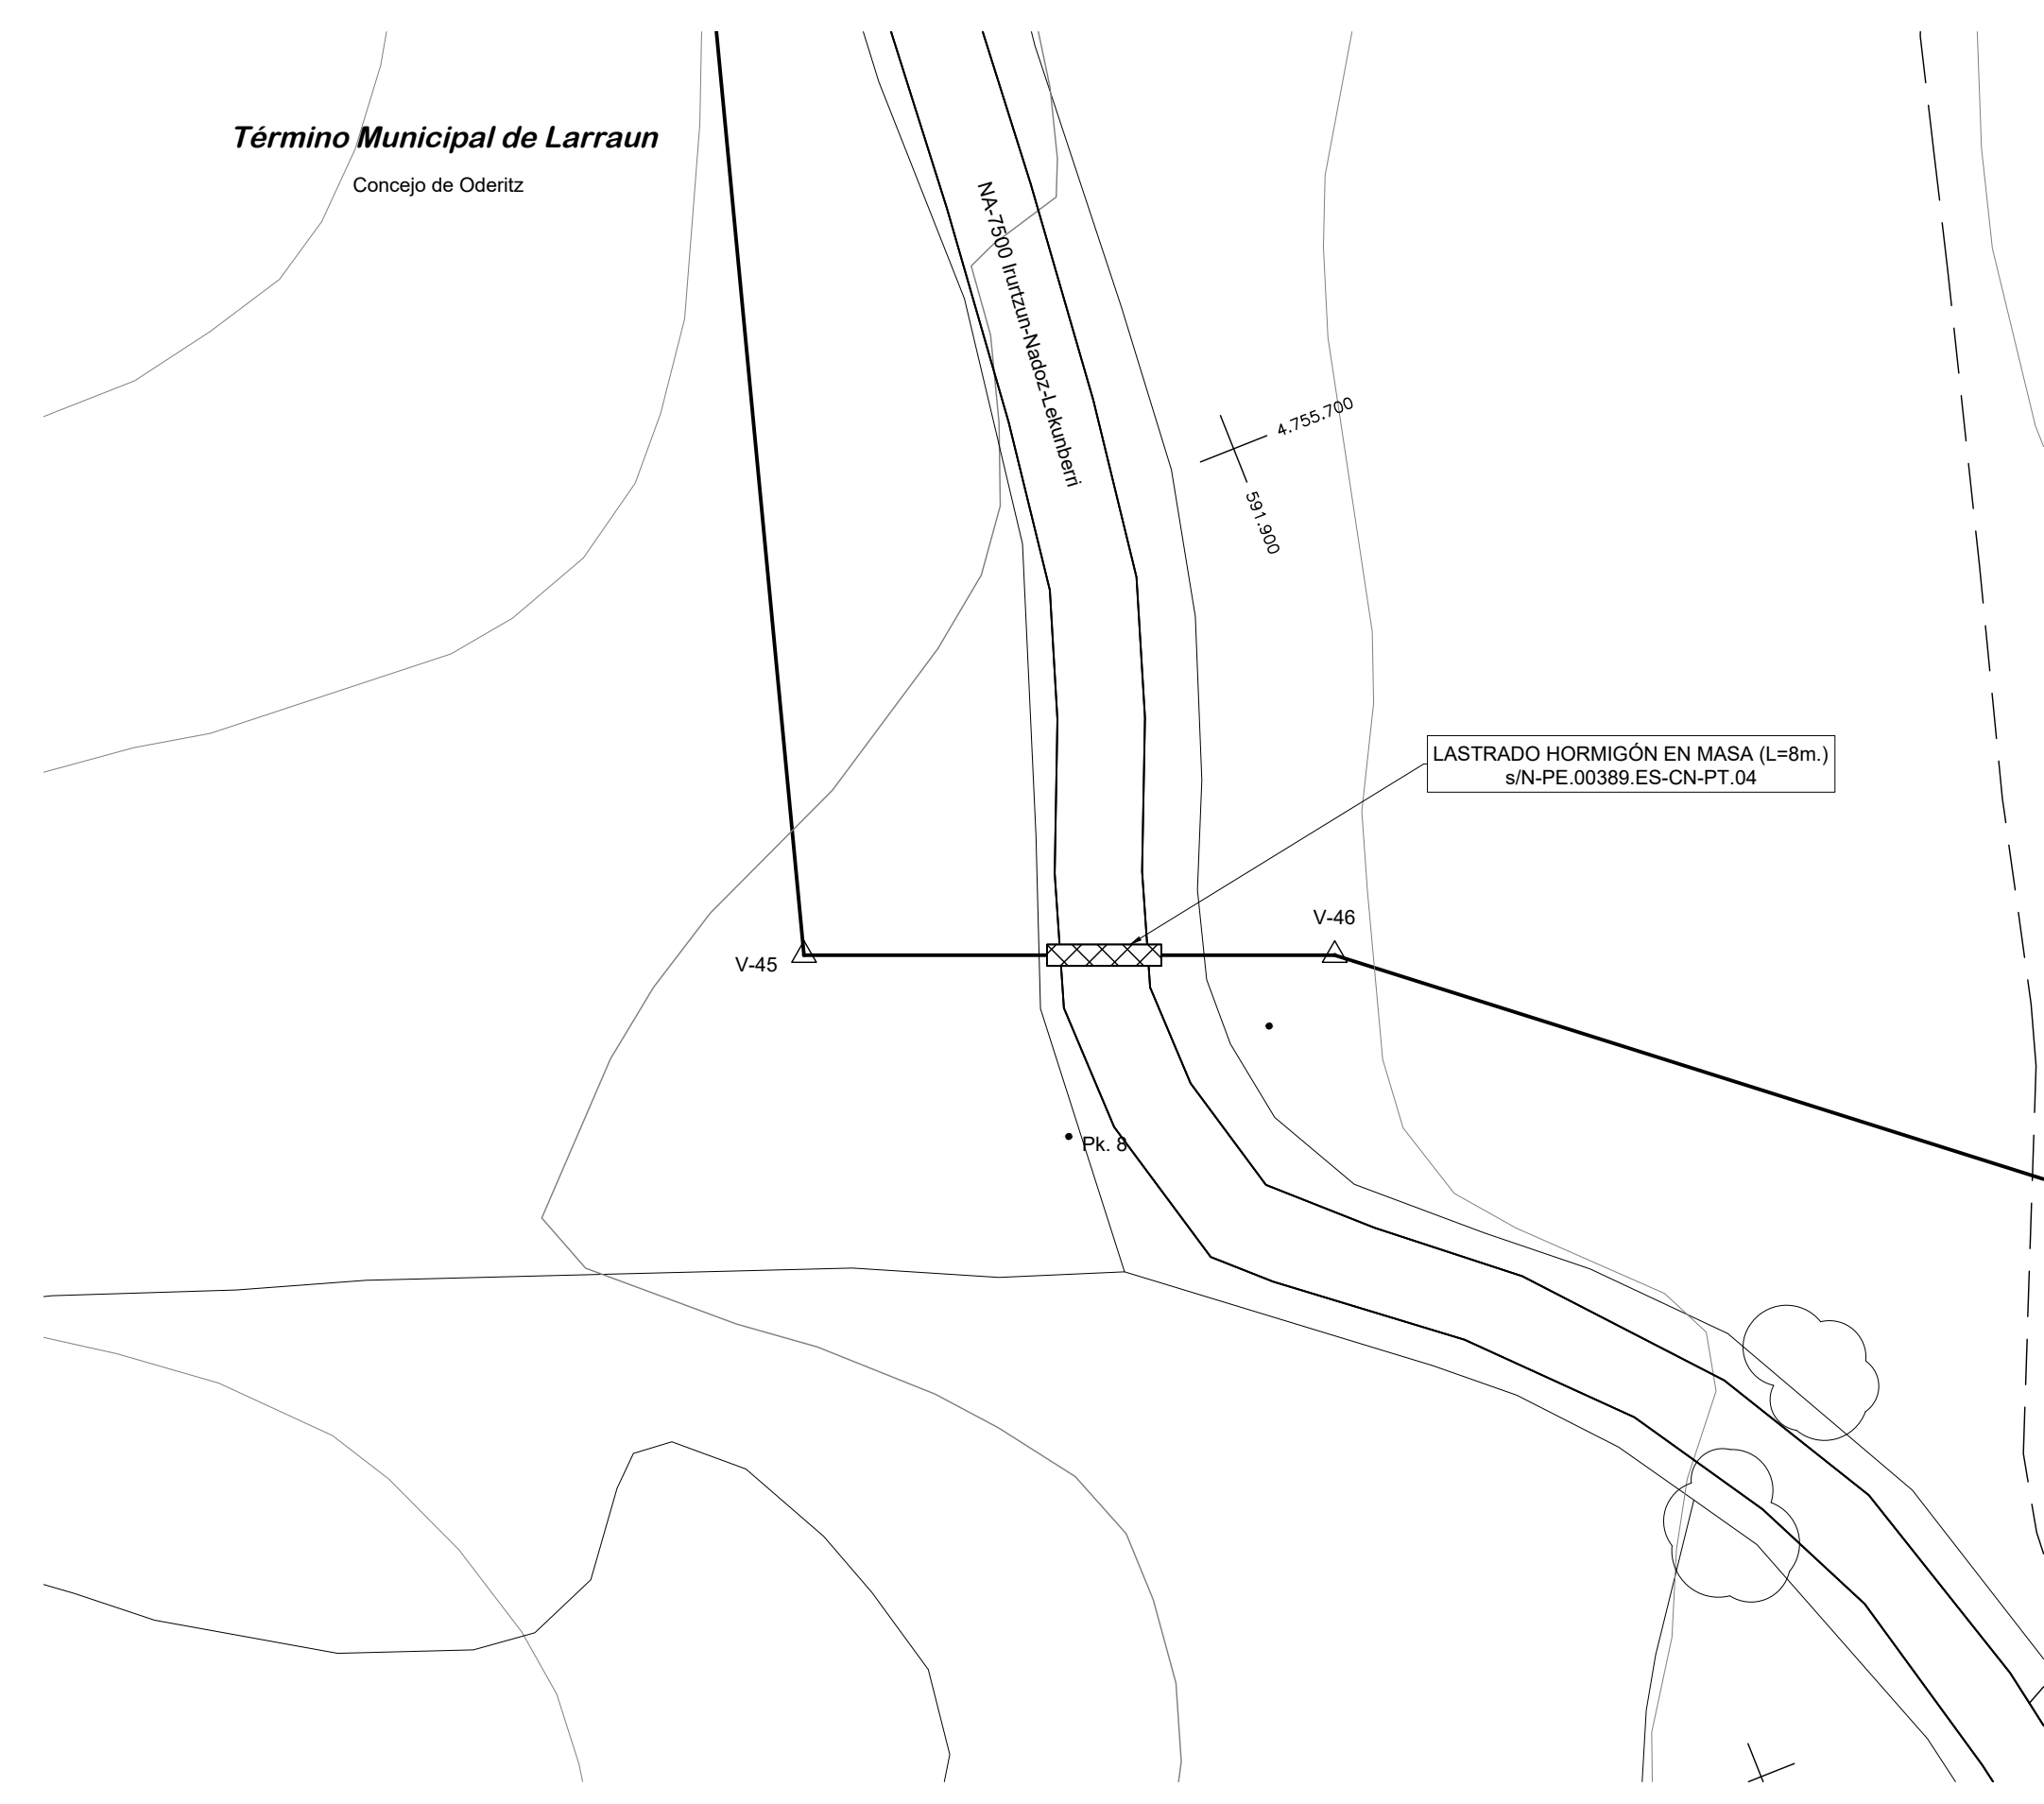 Término Municipal de Larraun
Concejo de Oderitz
NA-7500 Irurtzun-Nadoz-Lekunberri
4.755.700
591.900
LASTRADO HORMIGÓN EN MASA (L=8m.)
s/N-PE.00389.ES-CN-PT.04
V-46
V-45
Pk. 8